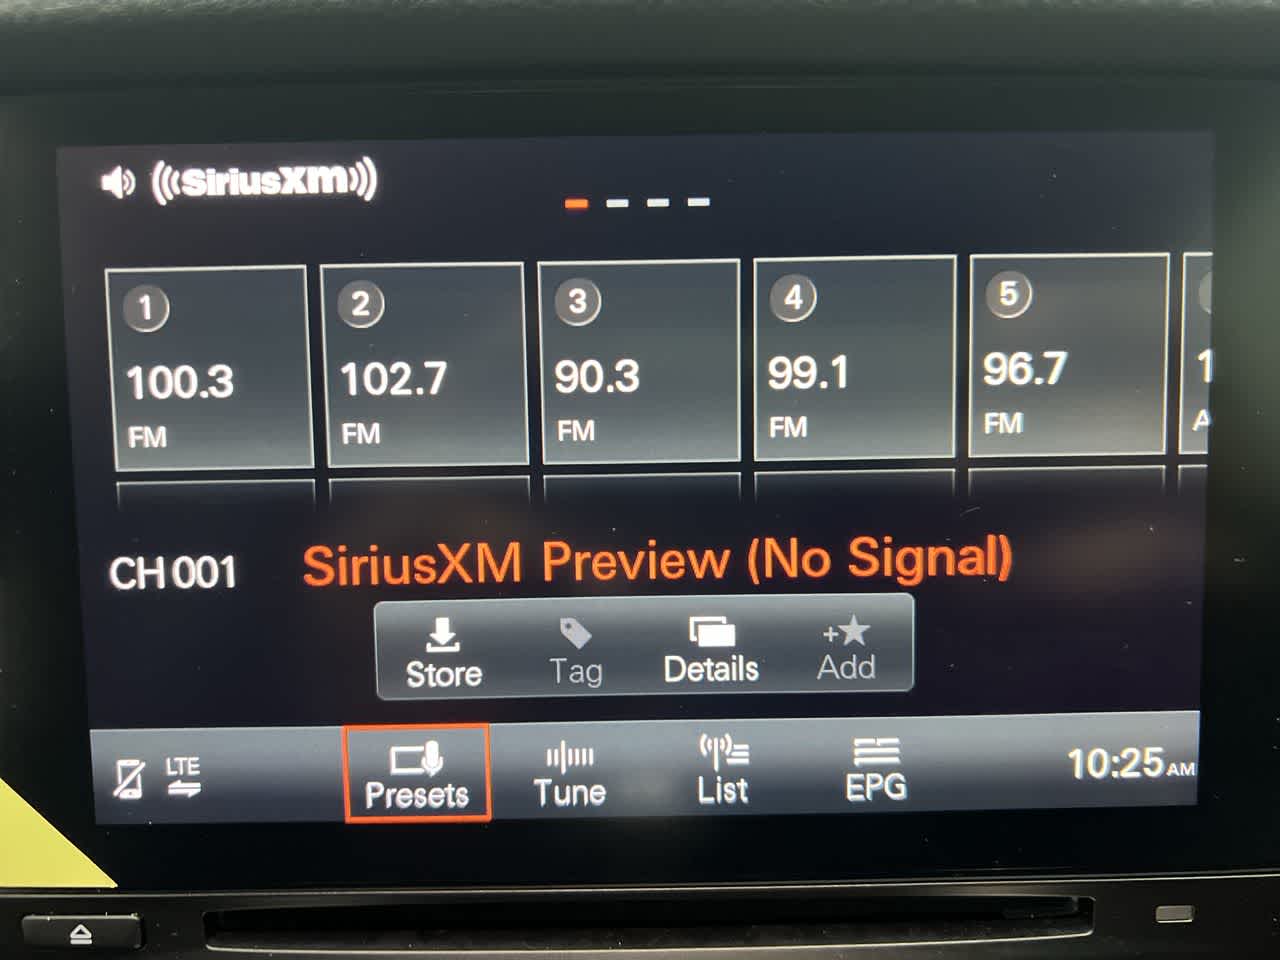 ((SiriusXM))
1
100.3
FM
2
102.7
FM
3
90.3
FM
4
99.1
FM
5
96.7
FM
CH 001 SiriusXM Preview (No Signal)
Store Tag Details +Add
LTE Presets Tune List EPG 10:25 AM